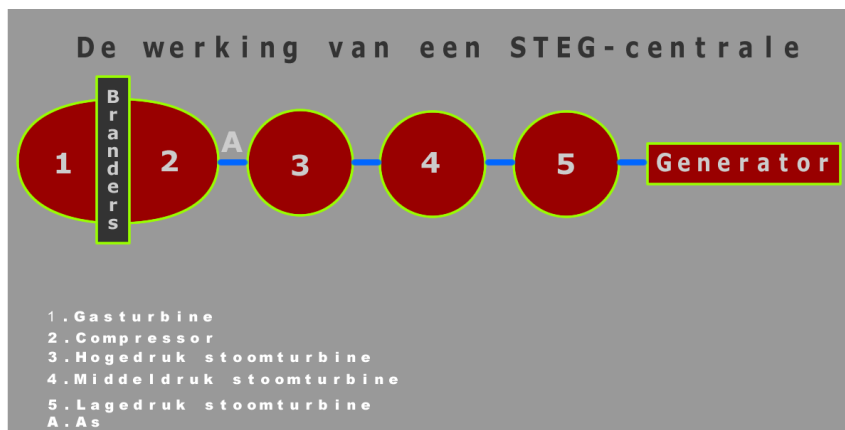 De werking van een STEG-centrale
Branders
1
2
A
3
4
5
Generator
1.Gasturbine
2.Compressor
3.Hogedruk stoomturbine
4.Middeldruk stoomturbine
5.Lagedruk stoomturbine
A.As